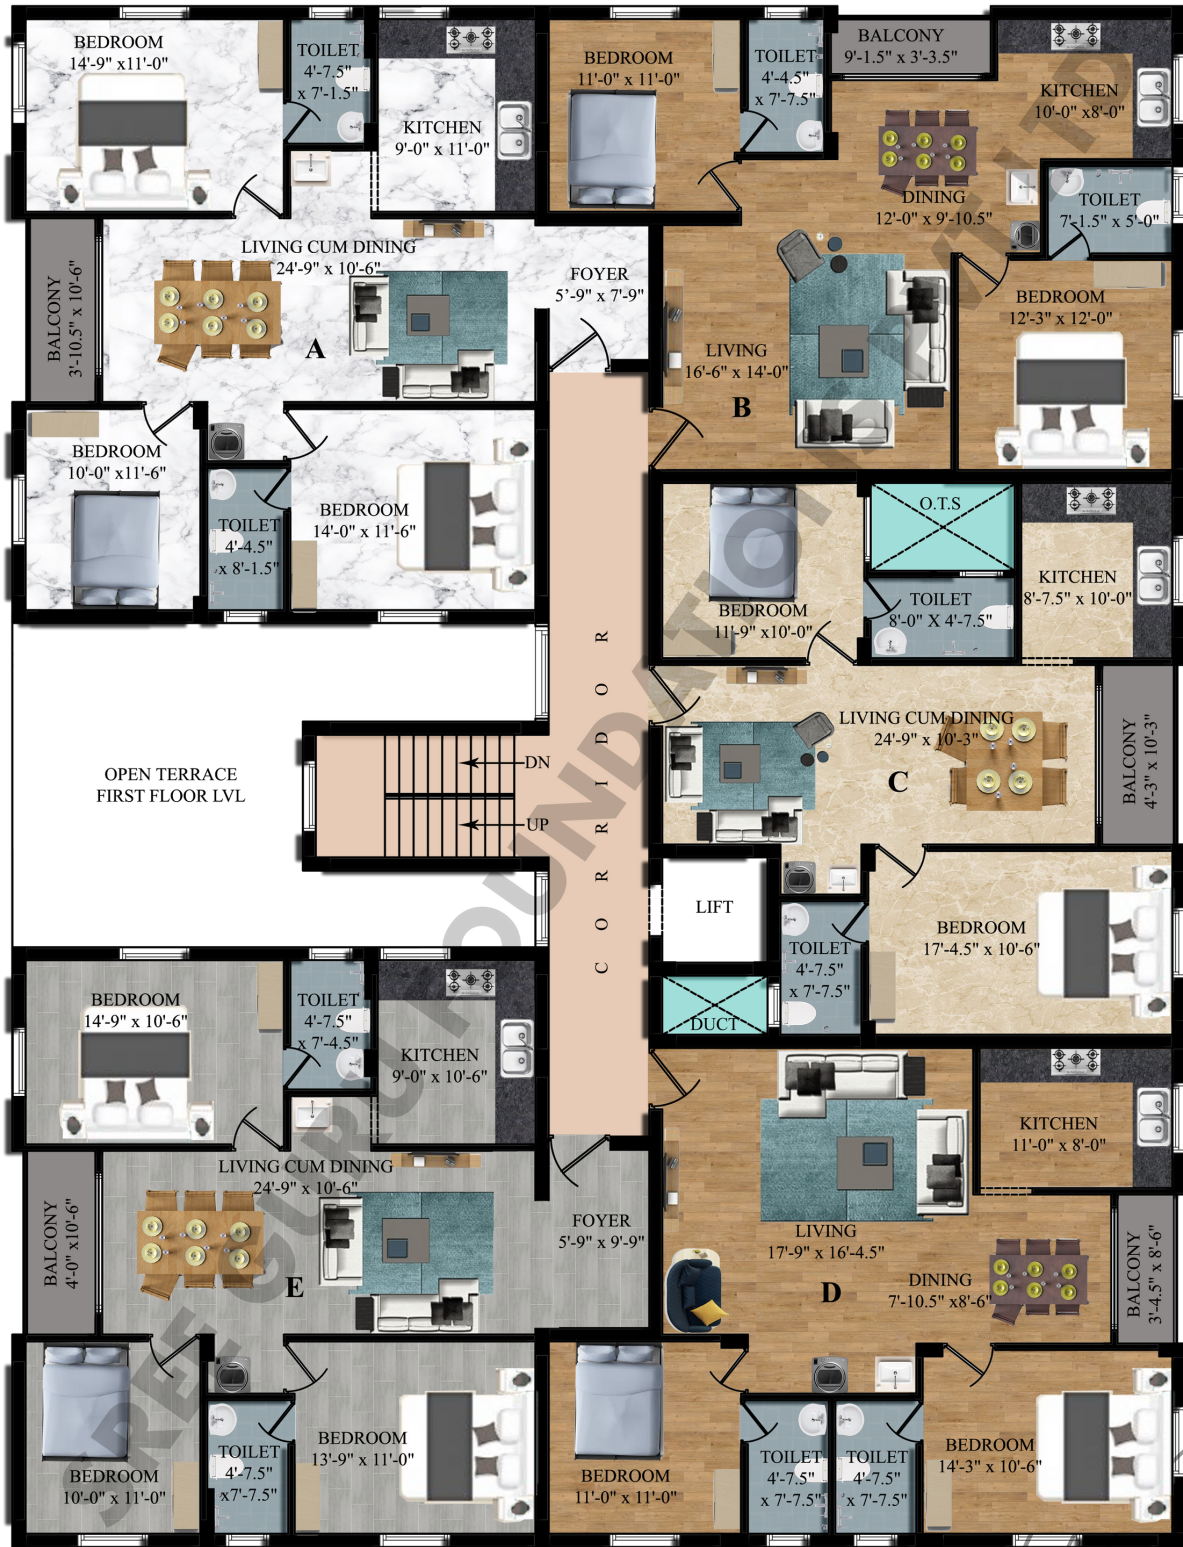 BEDROOM
14'-9" x11'-0"
TOILET
4'-7.5"
x 7'-1.5"
KITCHEN
9'-0" x 11'-0"
BEDROOM
11'-0" x 11'-0"
TOILET
4'-4.5"
x 7'-7.5"
BALCONY
9'-1.5" x 3'-3.5"
KITCHEN
10'-0" x8'-0"
DINING
12'-0" x 9'-10.5"
TOILET
7'-1.5" x 5'-0"
BALCONY
3'-10.5" x 10'-6"
LIVING CUM DINING
24'-9" x 10'-6"
A
FOYER
5'-9" x 7'-9"
LIVING
16'-6" x 14'-0"
B
BEDROOM
12'-3" x 12'-0"
BEDROOM
10'-0" x11'-6"
TOILET
4'-4.5"
x 8'-1.5"
BEDROOM
14'-0" x 11'-6"
BEDROOM
11'-9" x10'-0"
O.T.S
TOILET
8'-0" X 4'-7.5"
KITCHEN
8'-7.5" x 10'-0"
CORRIDOR
OPEN TERRACE
FIRST FLOOR LVL
DN
UP
LIVING CUM DINING
24'-9" x 10'-3"
C
BALCONY
4'-3" x 10'-3"
LIFT
DUCT
TOILET
4'-7.5"
x 7'-7.5"
BEDROOM
17'-4.5" x 10'-6"
BEDROOM
14'-9" x 10'-6"
TOILET
4'-7.5"
x 7'-4.5"
KITCHEN
9'-0" x 10'-6"
KITCHEN
11'-0" x 8'-0"
BALCONY
4'-0" x10'-6"
LIVING CUM DINING
24'-9" x 10'-6"
E
FOYER
5'-9" x 9'-9"
LIVING
17'-9" x 16'-4.5"
D
DINING
7'-10.5" x8'-6"
BALCONY
3'-4.5" x 8'-6"
BEDROOM
10'-0" x 11'-0"
TOILET
4'-7.5"
x7'-7.5"
BEDROOM
13'-9" x 11'-0"
BEDROOM
11'-0" x 11'-0"
TOILET
4'-7.5"
x 7'-7.5"
TOILET
4'-7.5"
x 7'-7.5"
BEDROOM
14'-3" x 10'-6"
SREE GURU FOUNDATIONS PVT LTD